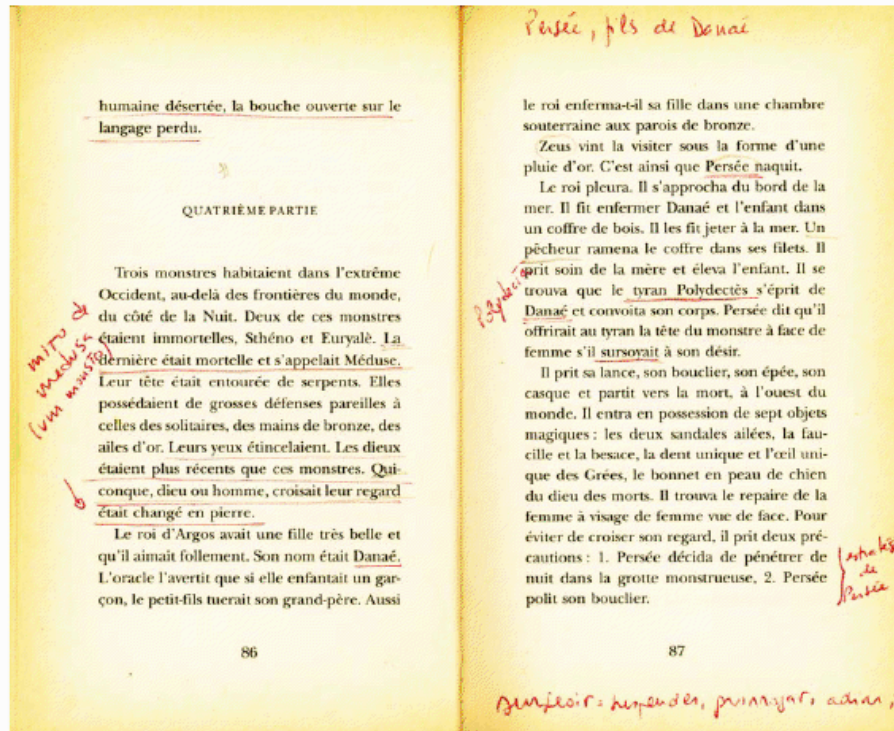 humaine désertée, la bouche ouverte sur le
langage perdu.
QUATRIÈME PARTIE
Trois monstres habitaient dans l'extrême
Occident, au-delà des frontières du monde,
du côté de la Nuit. Deux de ces monstres
étaient immortelles, Sthéno et Euryalè. La
dernière était mortelle et s'appelait Méduse.
Leur tête était entourée de serpents. Elles
possédaient de grosses défenses pareilles à
celles des solitaires, des mains de bronze, des
ailes d'or. Leurs yeux étincelaient. Les dieux
étaient plus récents que ces monstres. Qui-
conque, dieu ou homme, croisait leur regard
était changé en pierre.
Le roi d'Argos avait une fille très belle et
qu'il aimait follement. Son nom était Danaé.
L'oracle l'avertit que si elle enfantait un gar-
çon, le petit-fils tuerait son grand-père. Aussi
86
mito de
medusa
(um monstro)
Persée, fils de Danaé
le roi enferma-t-il sa fille dans une chambre
souterraine aux parois de bronze.
Zeus vint la visiter sous la forme d'une
pluie d'or. C'est ainsi que Persée naquit.
Le roi pleura. Il s'approcha du bord de la
mer. Il fit enfermer Danaé et l'enfant dans
un coffre de bois. Il les fit jeter à la mer. Un
pêcheur ramena le coffre dans ses filets. Il
prit soin de la mère et éleva l'enfant. Il se
trouva que le tyran Polydectès s'éprit de
Danaé et convoita son corps. Persée dit qu'il
offrirait au tyran la tête du monstre à face de
femme s'il sursoyait à son désir.
Il prit sa lance, son bouclier, son épée, son
casque et partit vers la mort, à l'ouest du
monde. Il entra en possession de sept objets
magiques : les deux sandales ailées, la fau-
cille et la besace, la dent unique et l'œil uni-
que des Grées, le bonnet en peau de chien
du dieu des morts. Il trouva le repaire de la
femme à visage de femme vue de face. Pour
éviter de croiser son regard, il prit deux pré-
cautions : 1. Persée décida de pénétrer de
nuit dans la grotte monstrueuse, 2. Persée
polit son bouclier.
de
Persée
87
surseoir = suspender,